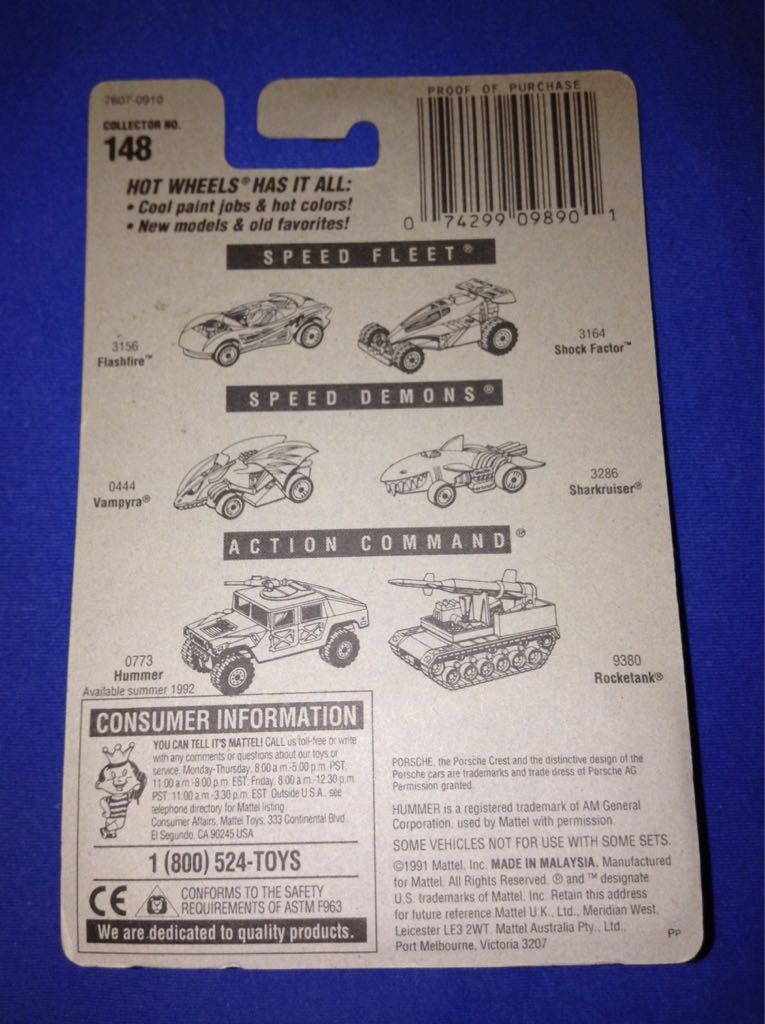 7607-0910
COLLECTOR NO.
148
PROOF OF PURCHASE
0 74299 09890 1
HOT WHEELS® HAS IT ALL:
• Cool paint jobs & hot colors!
• New models & old favorites!
SPEED FLEET®
3156
Flashfire™
3164
Shock Factor™
SPEED DEMONS®
0444
Vampyra®
3286
Sharkruiser®
ACTION COMMAND®
0773
Hummer
Available summer 1992
9380
Rocketank®
CONSUMER INFORMATION
YOU CAN TELL IT'S MATTEL! CALL us toll-free or write
with any comments or questions about our toys or
service. Monday-Thursday, 8:00 a.m.-5:00 p.m. PST.
11:00 a.m.-8:00 p.m. EST. Friday, 8:00 a.m.-12:30 p.m.
PST, 11:00 a.m.-3:30 p.m. EST. Outside U.S.A., see
telephone directory for Mattel listing.
Consumer Affairs, Mattel Toys, 333 Continental Blvd.,
El Segundo, CA 90245 USA
1 (800) 524-TOYS
CE
CONFORMS TO THE SAFETY
REQUIREMENTS OF ASTM F963
We are dedicated to quality products.
PORSCHE, the Porsche Crest and the distinctive design of the
Porsche cars are trademarks and trade dress of Porsche AG.
Permission granted.
HUMMER is a registered trademark of AM General
Corporation, used by Mattel with permission.
SOME VEHICLES NOT FOR USE WITH SOME SETS.
©1991 Mattel, Inc. MADE IN MALAYSIA. Manufactured
for Mattel. All Rights Reserved. ® and ™ designate
U.S. trademarks of Mattel, Inc. Retain this address
for future reference:Mattel U.K., Ltd., Meridian West,
Leicester LE3 2WT. Mattel Australia Pty., Ltd.,
Port Melbourne, Victoria 3207
PP